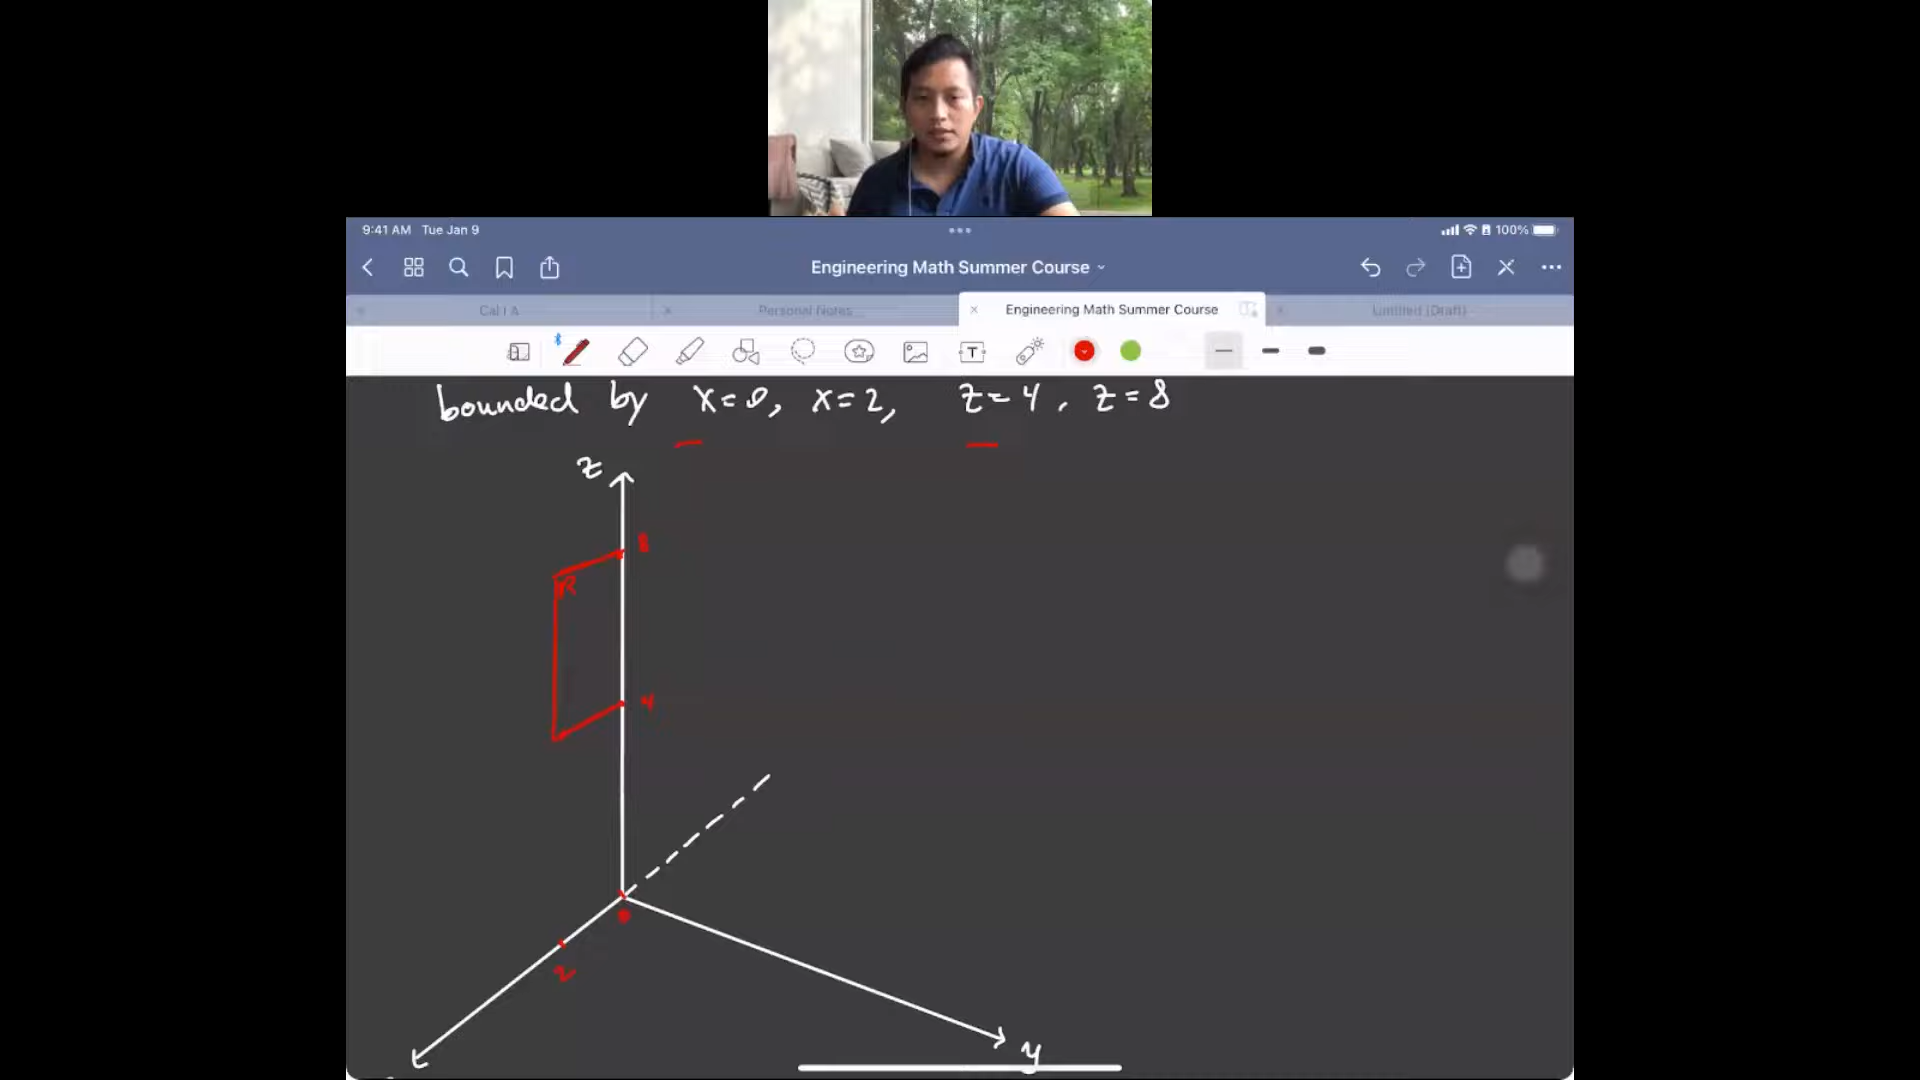 9:41 AM Tue Jan 9
100%
Engineering Math Summer Course
Cal I A
Personal Notes
Engineering Math Summer Course
Untitled (Draft)
T
bounded by x=0, x=2, z=4, z=8
z
8
R
4
0
2
y